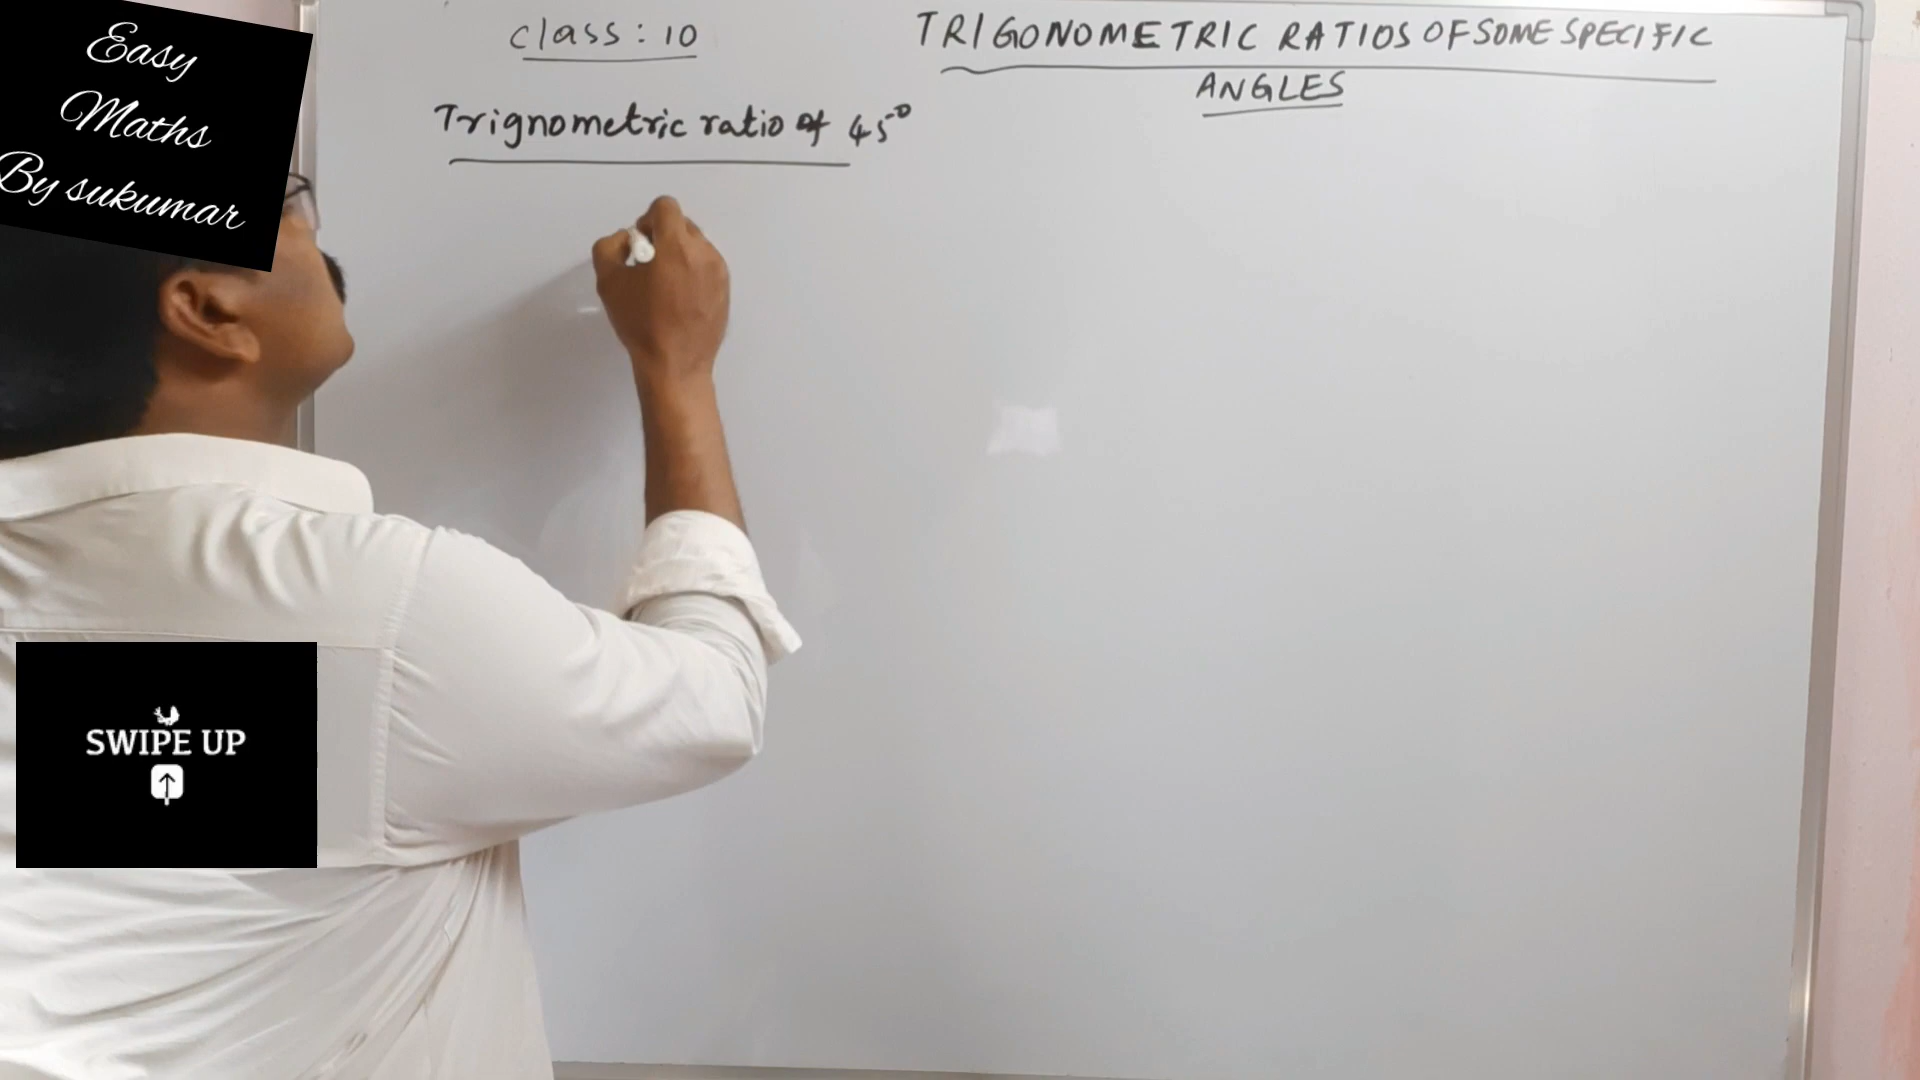 Easy
Maths
By sukumar
class : 10
TRIGONOMETRIC RATIOS OF SOME SPECIFIC
ANGLES
Trignometric ratio of 45°
SWIPE UP